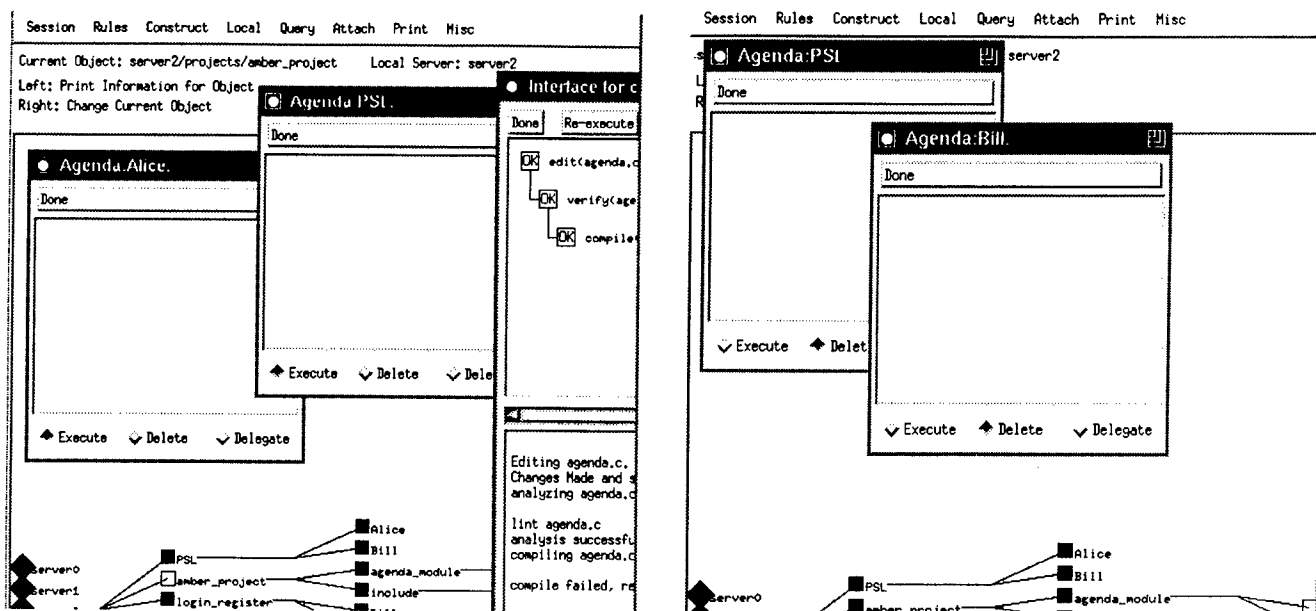 Session Rules Construct Local Query Attach Print Misc
Current Object: server2/projects/amber_project Local Server: server2
Left: Print Information for Object
Right: Change Current Object
Agenda PSL.
Done
Execute Delete Dele
Agenda.Alice.
Done
Execute Delete Delegate
Interface for c
Done Re-execute
OK edit(agenda.c
OK verify(age
OK compile
Editing agenda.c.
Changes Made and s
analyzing agenda.c
lint agenda.c
analysis successfu
compiling agenda.c
compile failed, re
Alice
Bill
server0 PSL
amber_project agenda_module
server1 include
login_register
Session Rules Construct Local Query Attach Print Misc
server2
Agenda:PSL
Done
Execute Delet
Agenda:Bill.
Done
Execute Delete Delegate
Alice
Bill
PSL
server0 agenda_module
amber_project